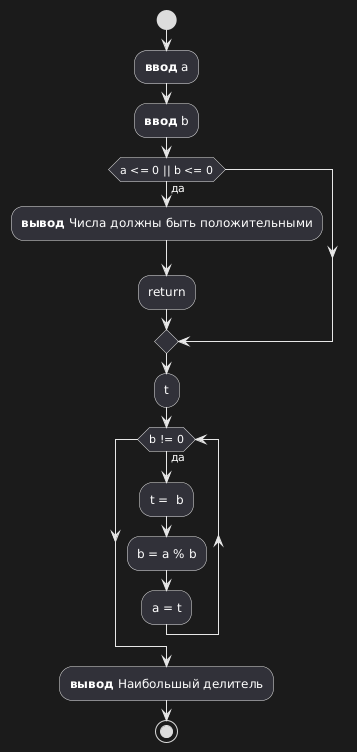 ввод a
ввод b
a <= 0 || b <= 0
да
вывод Числа должны быть положительными
return
t
b != 0
да
t =  b
b = a % b
a = t
вывод Наибольшый делитель